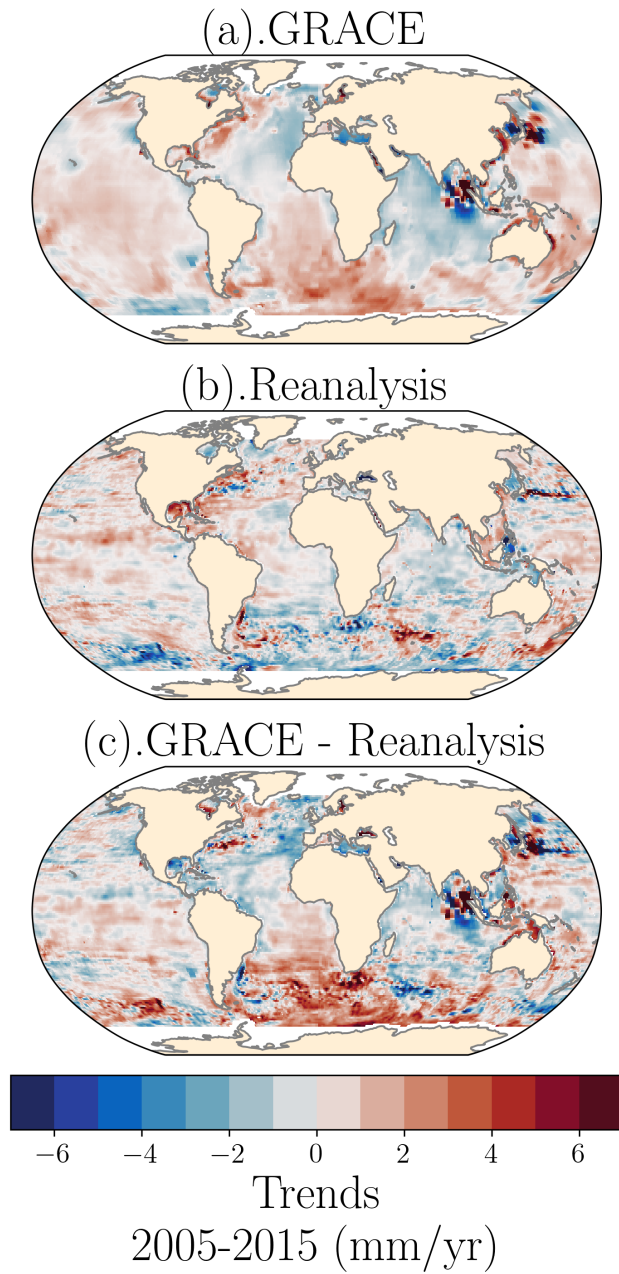 (a).GRACE
(b).Reanalysis
(c).GRACE - Reanalysis
−6 −4 −2 0 2 4 6
Trends
2005-2015 (mm/yr)